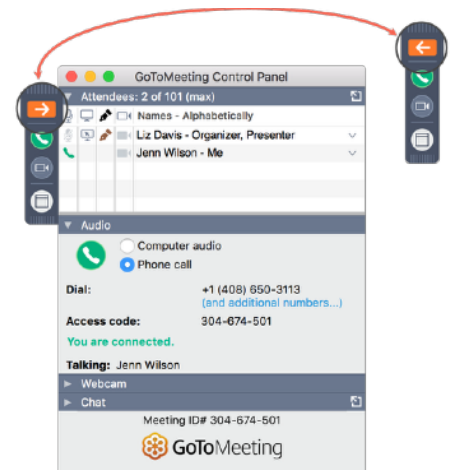 GoToMeeting Control Panel
Attendees: 2 of 101 (max)
Names - Alphabetically
Liz Davis - Organizer, Presenter
Jenn Wilson - Me
Audio
Computer audio
Phone call
Dial: +1 (408) 650-3113
(and additional numbers...)
Access code: 304-674-501
You are connected.
Talking: Jenn Wilson
Webcam
Chat
Meeting ID# 304-674-501
GoToMeeting